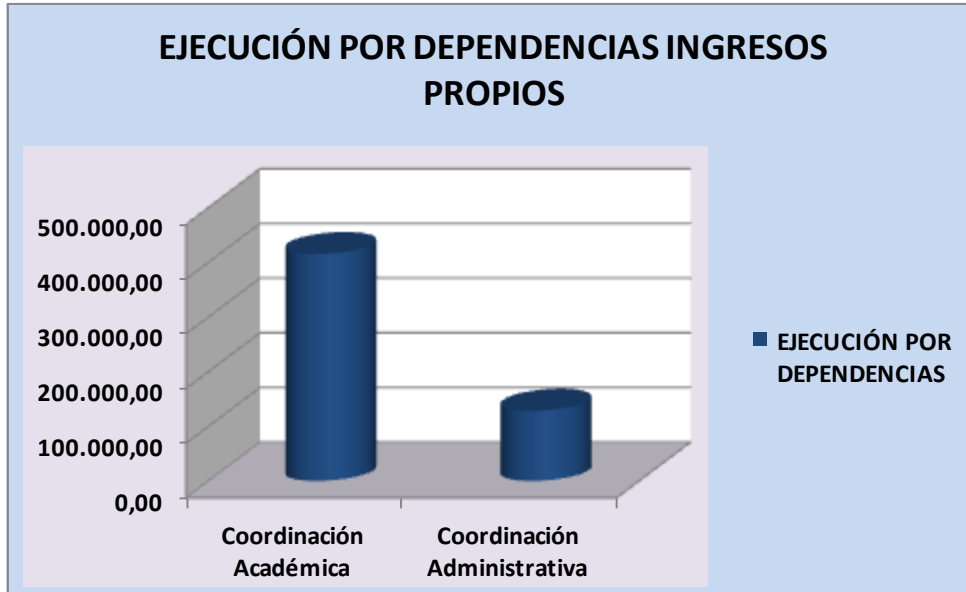 EJECUCIÓN POR DEPENDENCIAS INGRESOS
PROPIOS
500.000,00
400.000,00
300.000,00
200.000,00
100.000,00
0,00
Coordinación
Académica
Coordinación
Administrativa
EJECUCIÓN POR
DEPENDENCIAS